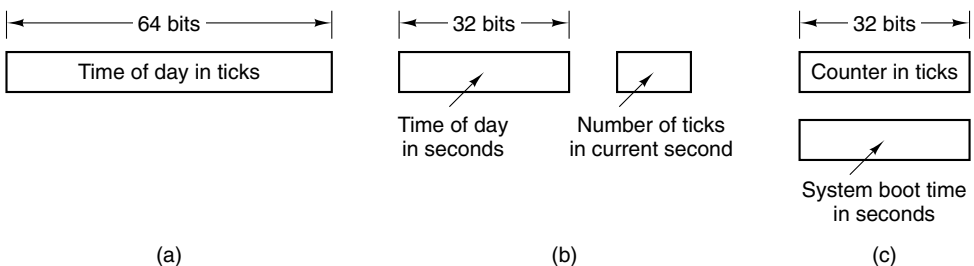 64 bits
Time of day in ticks
(a)
32 bits
Time of day
in seconds
Number of ticks
in current second
(b)
32 bits
Counter in ticks
System boot time
in seconds
(c)